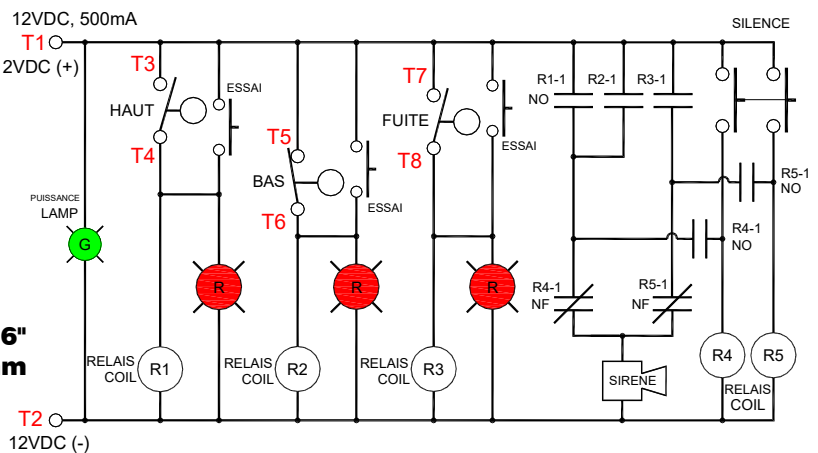 12VDC, 500mA
T1
2VDC (+)
SILENCE
T3
HAUT
T4
ESSAI
T5
BAS
T6
ESSAI
T7
FUITE
T8
ESSAI
R1-1
NO
R2-1
R3-1
R5-1
NO
R4-1
NO
PUISSANCE
LAMP
G
R
R
R
R4-1
NF
R5-1
NF
6"
m
RELAIS
COIL
R1
RELAIS
COIL
R2
RELAIS
COIL
R3
SIRENE
R4
R5
RELAIS
COIL
T2
12VDC (-)